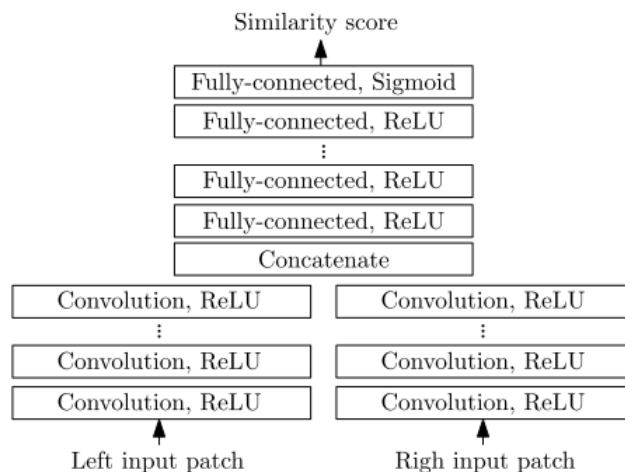 Similarity score
Fully-connected, Sigmoid
Fully-connected, ReLU
⋮
Fully-connected, ReLU
Fully-connected, ReLU
Concatenate
Convolution, ReLU Convolution, ReLU
⋮ ⋮
Convolution, ReLU Convolution, ReLU
Convolution, ReLU Convolution, ReLU
Left input patch Righ input patch